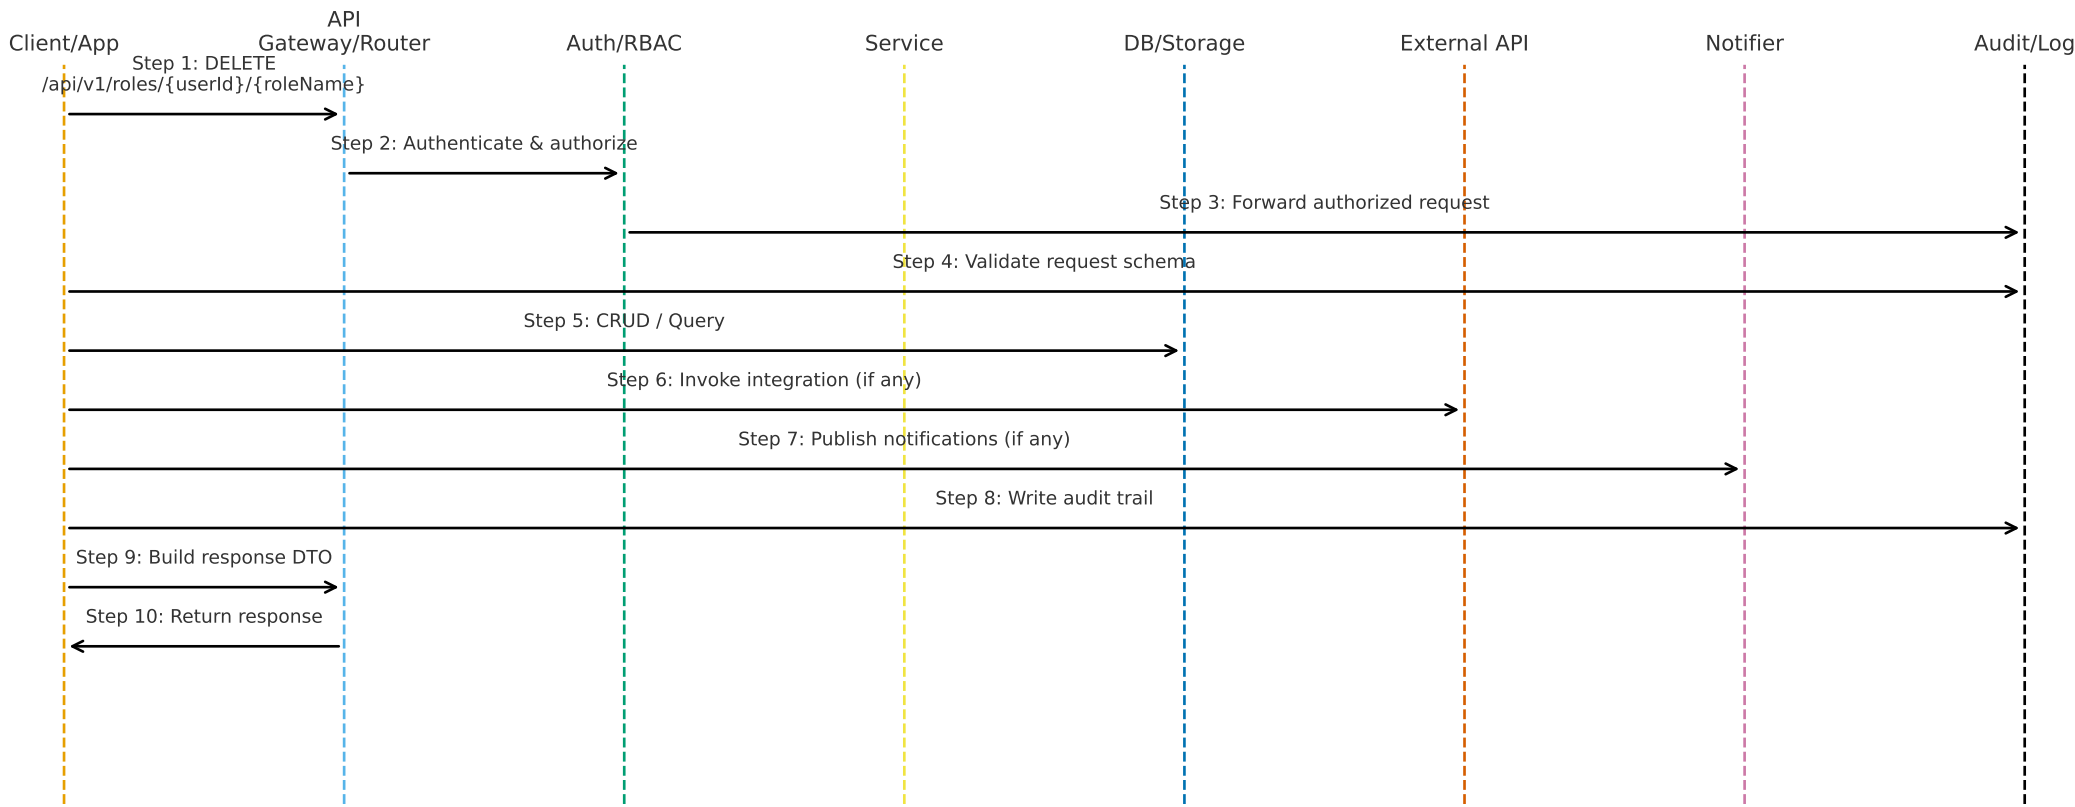 Client/App
API
Gateway/Router
Auth/RBAC
Service
DB/Storage
External API
Notifier
Audit/Log
Step 1: DELETE
/api/v1/roles/{userId}/{roleName}
Step 2: Authenticate & authorize
Step 3: Forward authorized request
Step 4: Validate request schema
Step 5: CRUD / Query
Step 6: Invoke integration (if any)
Step 7: Publish notifications (if any)
Step 8: Write audit trail
Step 9: Build response DTO
Step 10: Return response